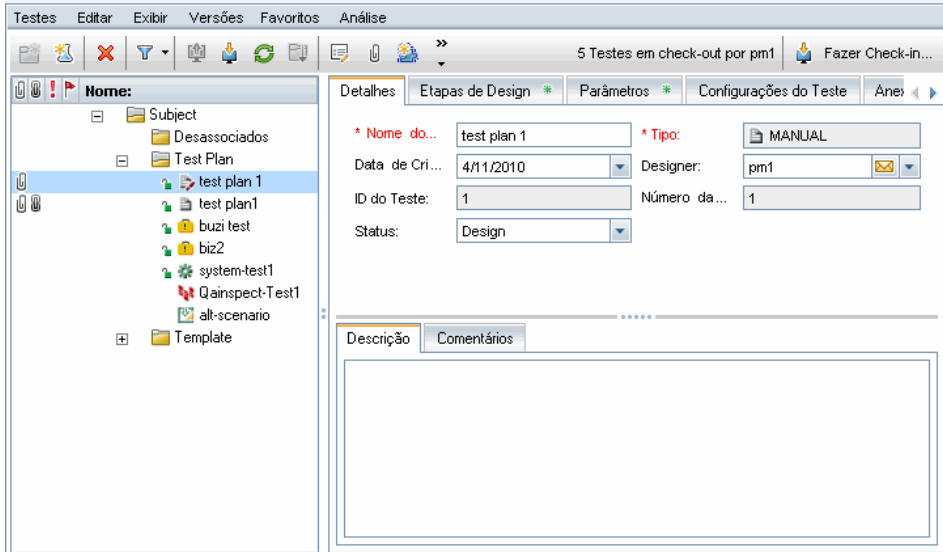 Testes Editar Exibir Versões Favoritos Análise
5 Testes em check-out por pm1 Fazer Check-in...
Nome:
Subject
Desassociados
Test Plan
test plan 1
test plan1
buzi test
biz2
system-test1
Qainspect-Test1
alt-scenario
Template
Detalhes Etapas de Design Parâmetros Configurações do Teste Anex
* Nome do... test plan 1 * Tipo: MANUAL
Data de Cri... 4/11/2010 Designer: pm1
ID do Teste: 1 Número da... 1
Status: Design
Descrição Comentários